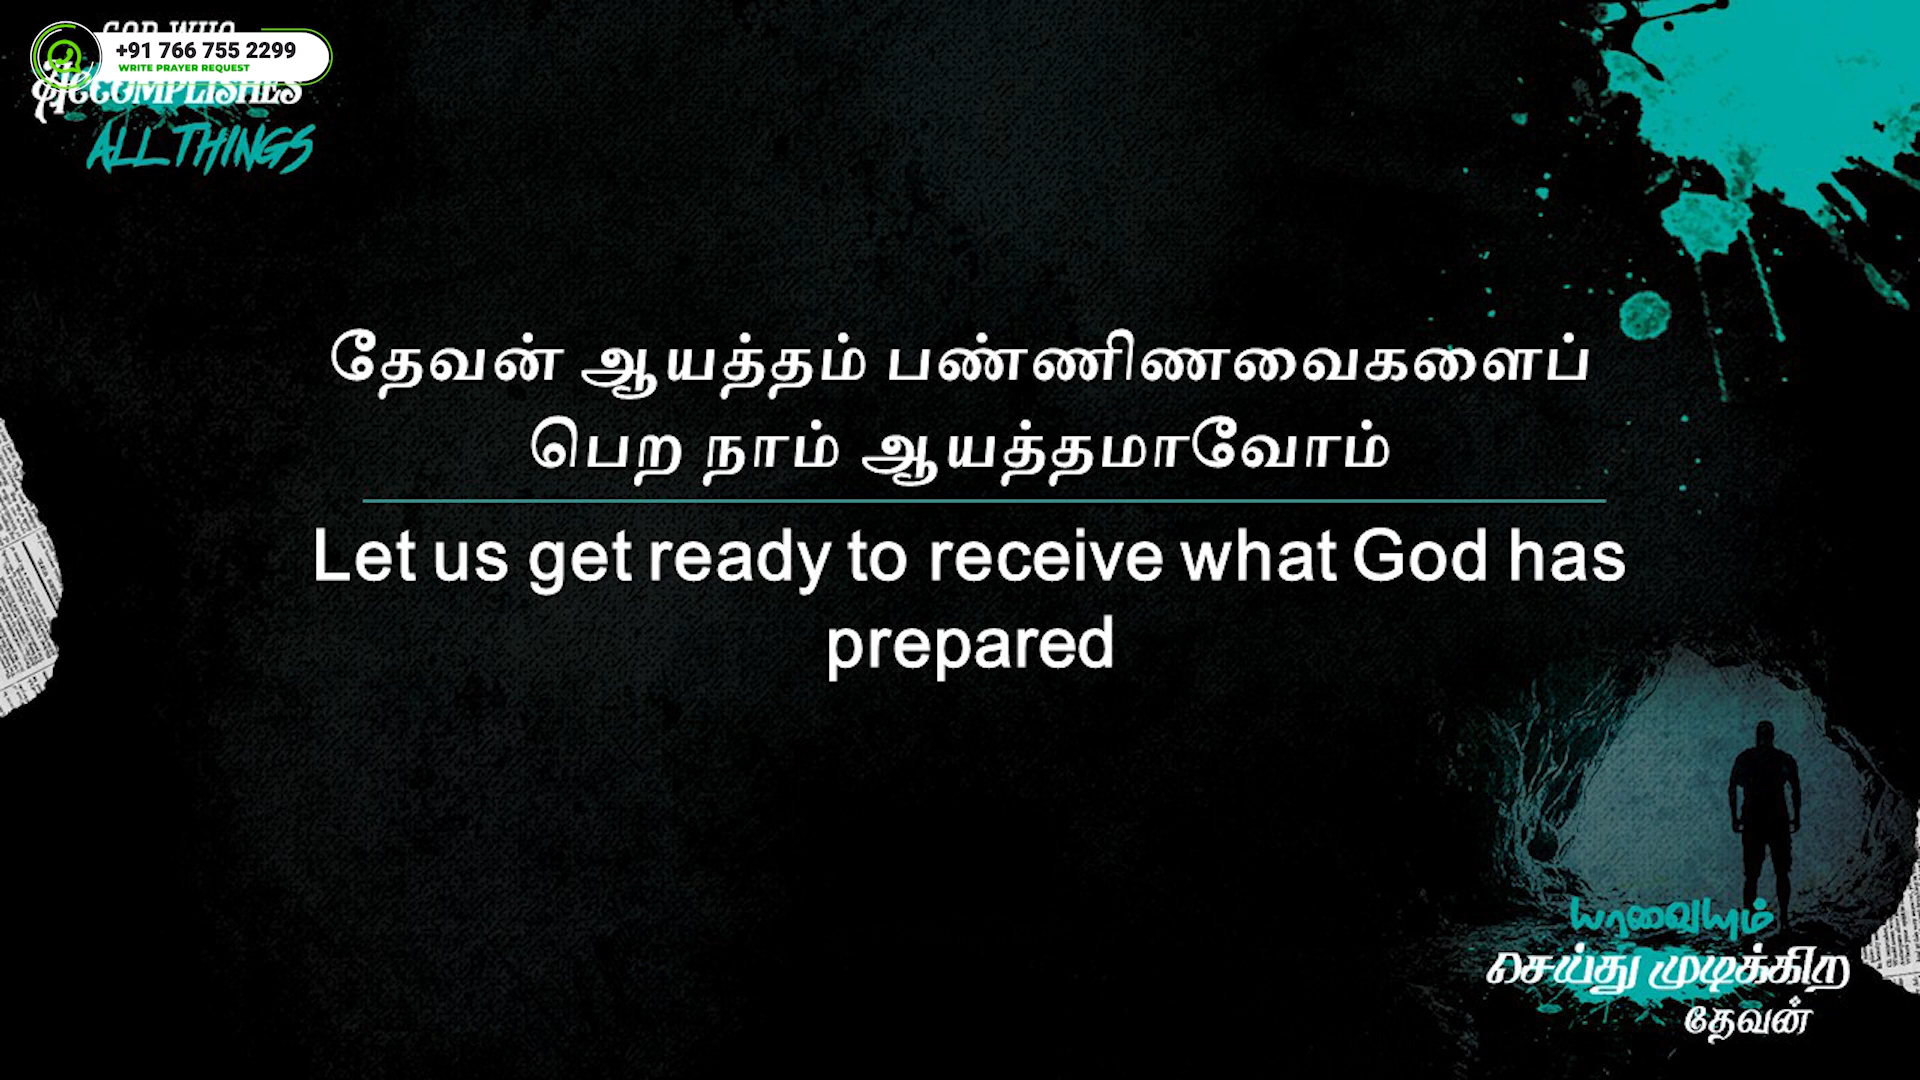 GOD WHO
+91 766 755 2299
WRITE PRAYER REQUEST
ACCOMPLISHES
ALL THINGS
தேவன் ஆயத்தம் பண்ணிணவைகளைப்
பெற நாம் ஆயத்தமாவோம்
Let us get ready to receive what God has
prepared
யாவையும்
செய்து முடிக்கிற
தேவன்